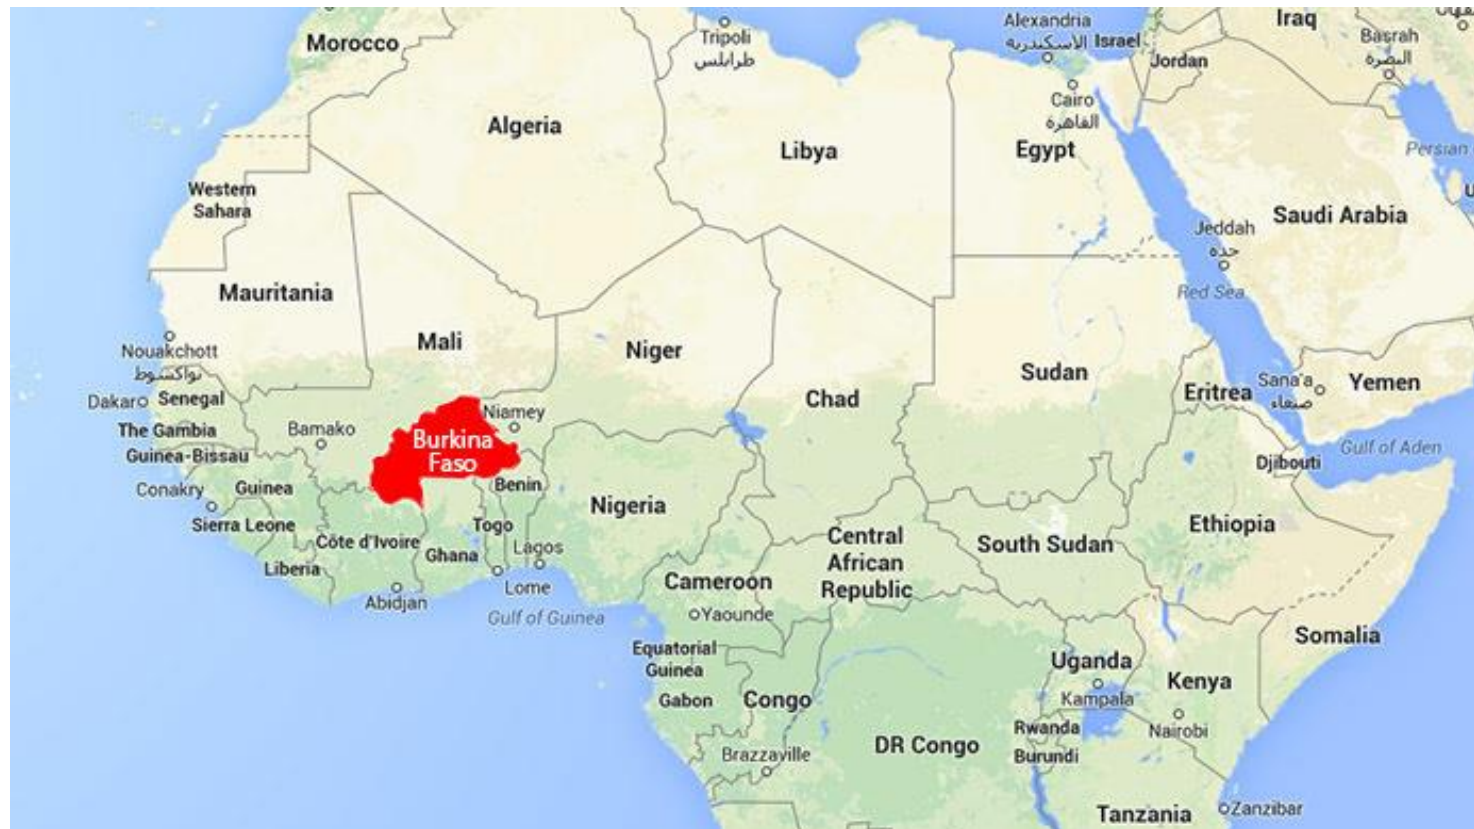 Morocco
Tripoli
طرابلس
Alexandria
الاسكندرية
Israel
Jordan
Iraq
Basrah
البصرة
Algeria
Libya
Cairo
القاهرة
Egypt
Persian
Western
Sahara
Saudi Arabia
Jeddah
جدة
Mauritania
Red Sea
Nouakchott
نواكشوط
Mali
Niger
Chad
Sudan
Eritrea
Sana'a
صنعاء
Yemen
Dakar
Senegal
The Gambia
Guinea-Bissau
Bamako
Niamey
Burkina
Faso
Gulf of Aden
Djibouti
Conakry
Guinea
Benin
Nigeria
Sierra Leone
Côte d'Ivoire
Togo
Ghana
Lagos
Liberia
Lome
Abidjan
Gulf of Guinea
Central
African
Republic
South Sudan
Ethiopia
Cameroon
Yaounde
Somalia
Equatorial
Guinea
Gabon
Congo
Uganda
Kampala
Kenya
Nairobi
Rwanda
Burundi
DR Congo
Brazzaville
Tanzania
Zanzibar